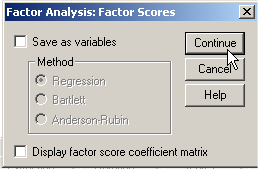 Factor Analysis: Factor Scores
Save as variables
Continue
Method
Cancel
Regression
Bartlett
Help
Anderson-Rubin
Display factor score coefficient matrix